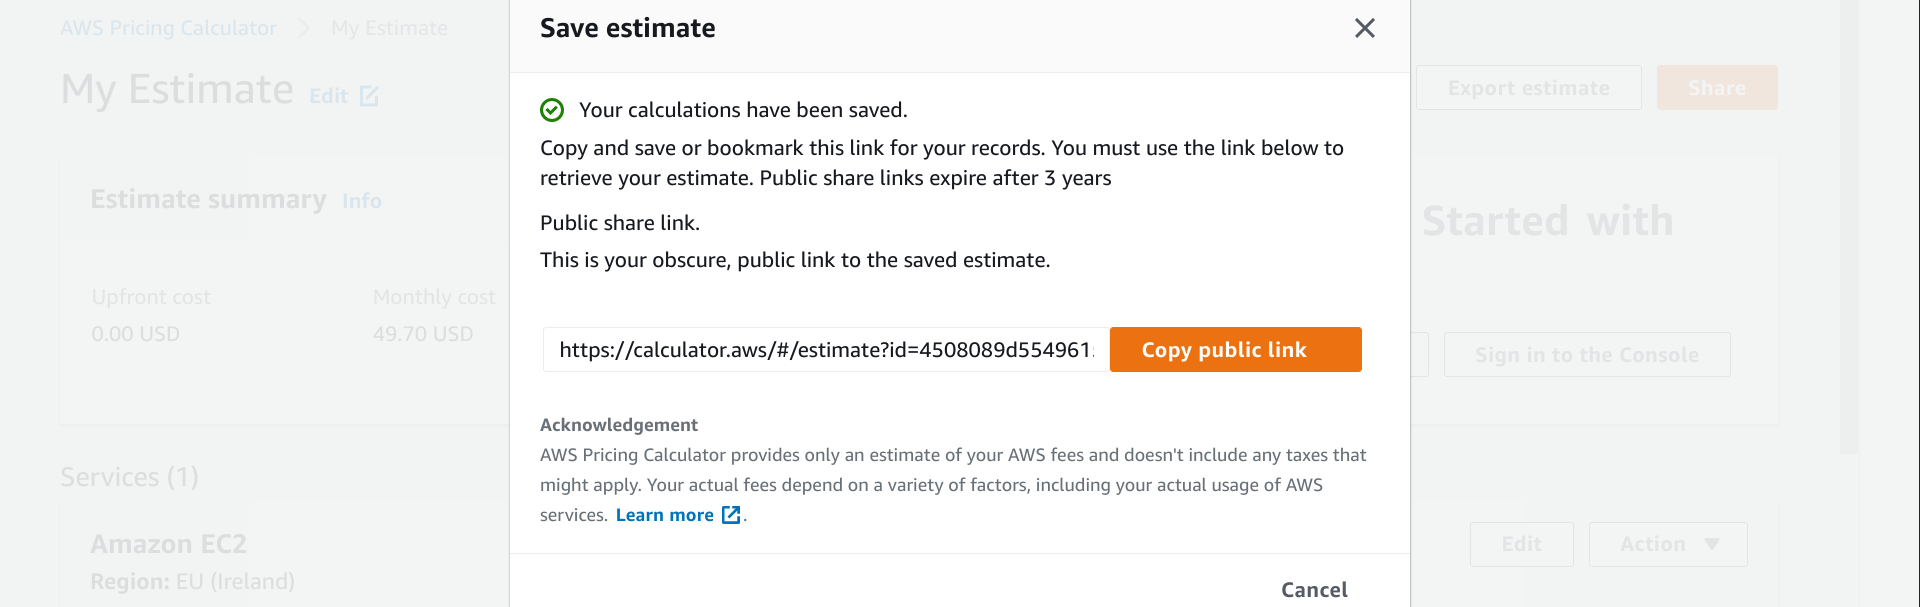 AWS Pricing Calculator > My Estimate
My Estimate Edit
Export estimate
Share
Estimate summary Info
Upfront cost
0.00 USD
Monthly cost
49.70 USD
Services (1)
Amazon EC2
Region: EU (Ireland)
Save estimate
Your calculations have been saved.
Copy and save or bookmark this link for your records. You must use the link below to
retrieve your estimate. Public share links expire after 3 years
Public share link.
This is your obscure, public link to the saved estimate.
https://calculator.aws/#/estimate?id=4508089d554961
Copy public link
Acknowledgement
AWS Pricing Calculator provides only an estimate of your AWS fees and doesn't include any taxes that
might apply. Your actual fees depend on a variety of factors, including your actual usage of AWS
services. Learn more .
Cancel
Started with
Sign in to the Console
Edit
Action